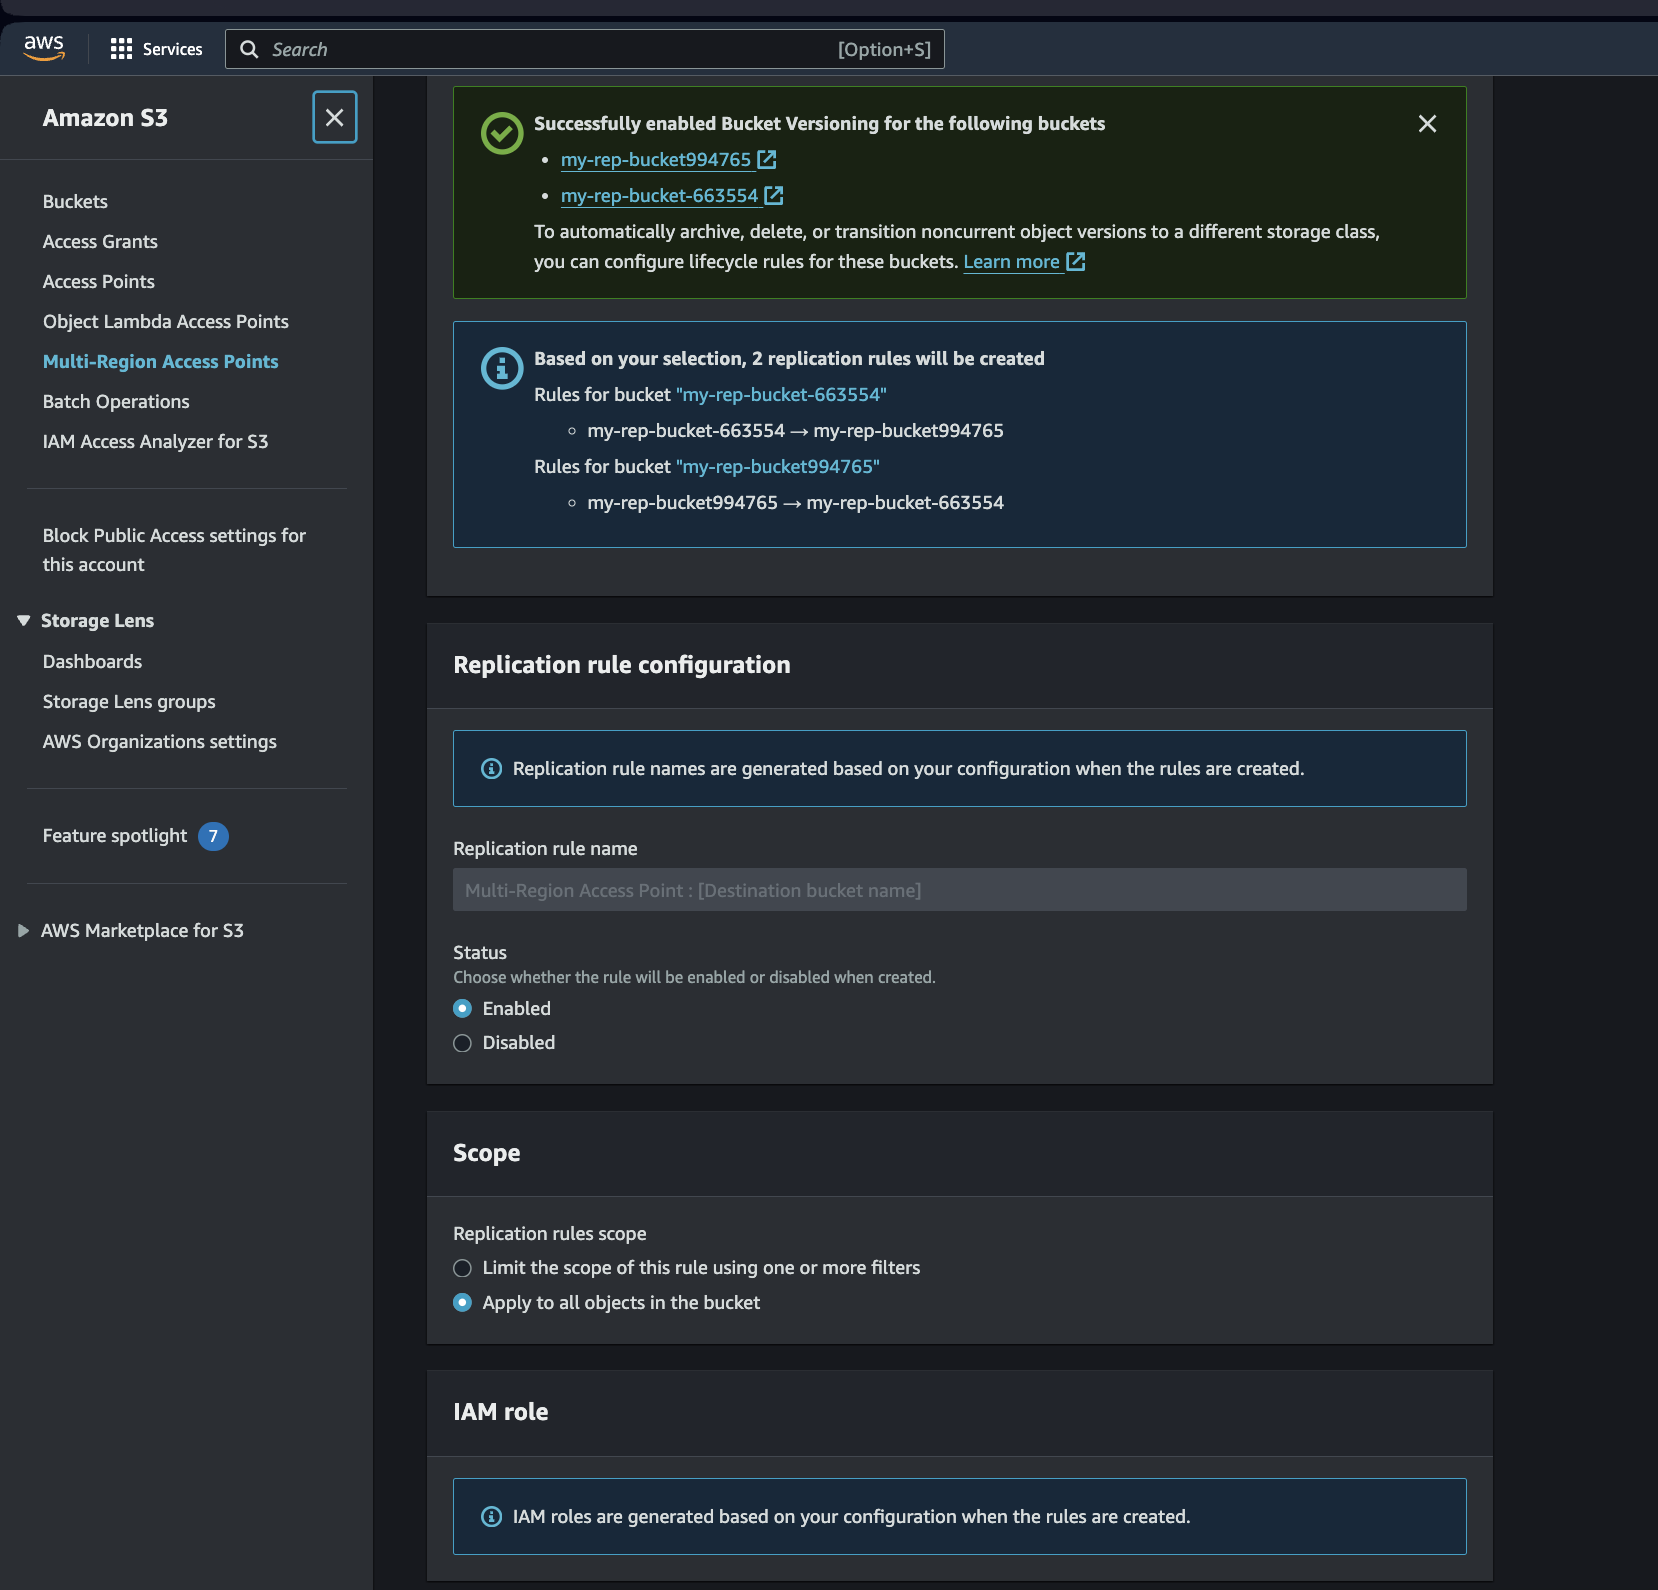 aws
Services
Search
[Option+S]
Amazon S3
Buckets
Access Grants
Access Points
Object Lambda Access Points
Multi-Region Access Points
Batch Operations
IAM Access Analyzer for S3
Block Public Access settings for
this account
Storage Lens
Dashboards
Storage Lens groups
AWS Organizations settings
Feature spotlight 7
AWS Marketplace for S3
Successfully enabled Bucket Versioning for the following buckets
• my-rep-bucket994765
• my-rep-bucket-663554
To automatically archive, delete, or transition noncurrent object versions to a different storage class,
you can configure lifecycle rules for these buckets. Learn more
Based on your selection, 2 replication rules will be created
Rules for bucket "my-rep-bucket-663554"
◦ my-rep-bucket-663554 → my-rep-bucket994765
Rules for bucket "my-rep-bucket994765"
◦ my-rep-bucket994765 → my-rep-bucket-663554
Replication rule configuration
Replication rule names are generated based on your configuration when the rules are created.
Replication rule name
Multi-Region Access Point : [Destination bucket name]
Status
Choose whether the rule will be enabled or disabled when created.
Enabled
Disabled
Scope
Replication rules scope
Limit the scope of this rule using one or more filters
Apply to all objects in the bucket
IAM role
IAM roles are generated based on your configuration when the rules are created.